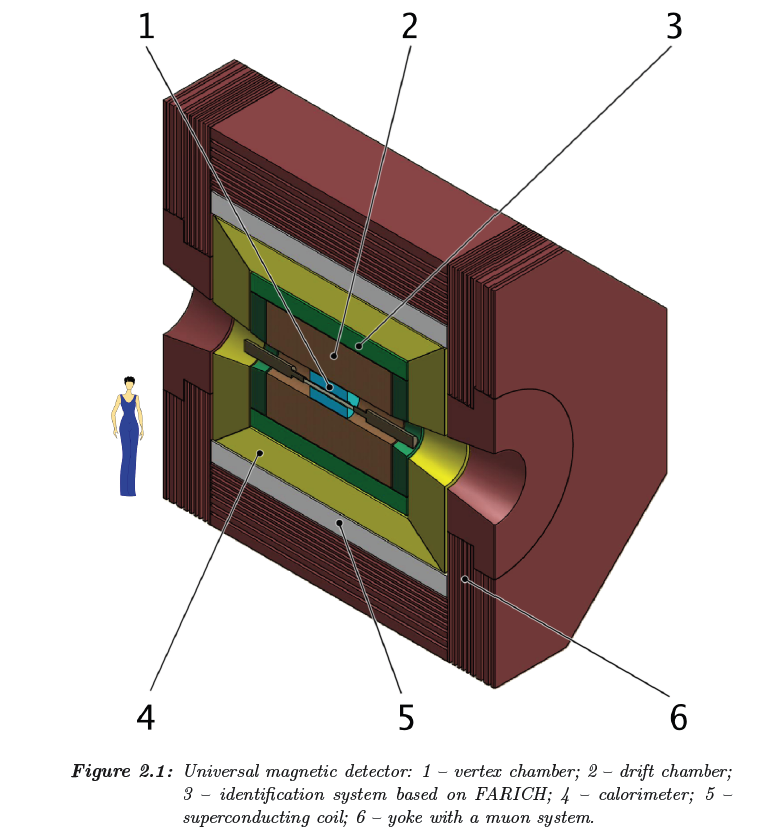 1 2 3
4 5 6
Figure 2.1: Universal magnetic detector: 1 – vertex chamber; 2 – drift chamber;
3 – identification system based on FARICH; 4 – calorimeter; 5 –
superconducting coil; 6 – yoke with a muon system.